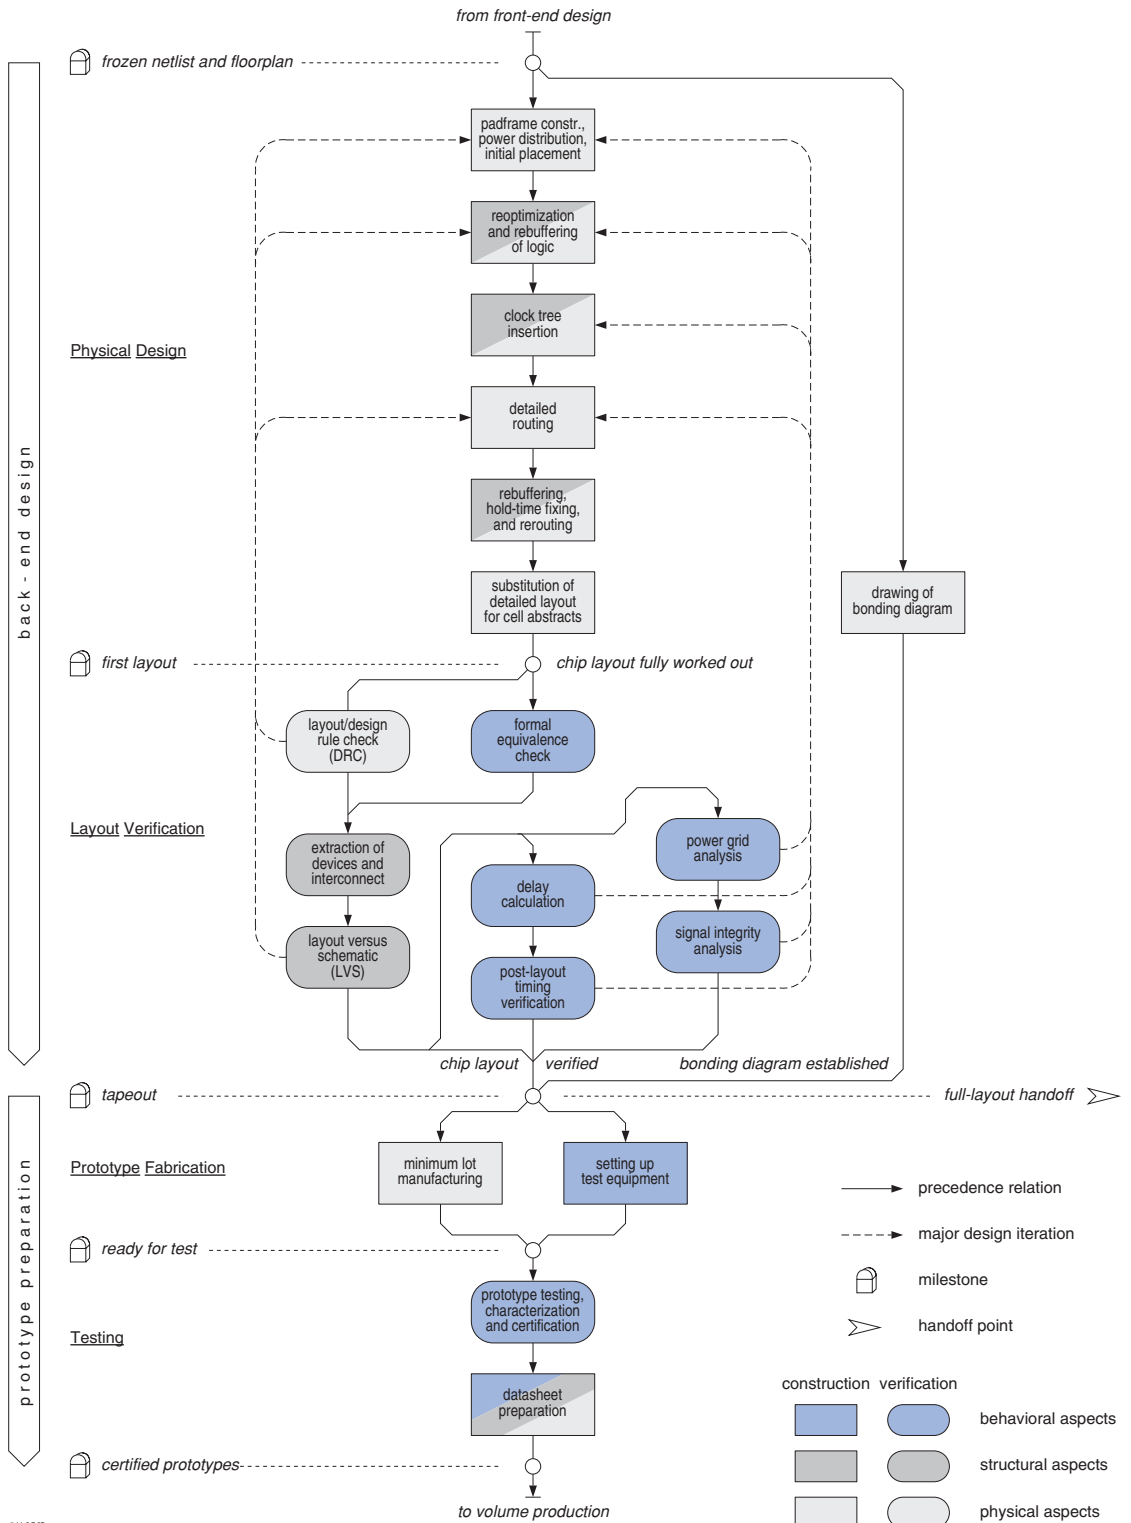 from front-end design
frozen netlist and floorplan
padframe constr.,
power distribution,
initial placement
reoptimization
and rebuffering
of logic
clock tree
insertion
Physical Design
detailed
routing
back - end design
rebuffering,
hold-time fixing,
and rerouting
substitution of
detailed layout
for cell abstracts
drawing of
bonding diagram
first layout
chip layout fully worked out
layout/design
rule check
(DRC)
formal
equivalence
check
Layout Verification
power grid
analysis
extraction of
devices and
interconnect
delay
calculation
signal integrity
analysis
layout versus
schematic
(LVS)
post-layout
timing
verification
chip layout verified
bonding diagram established
tapeout
full-layout handoff
Prototype Fabrication
minimum lot
manufacturing
setting up
test equipment
precedence relation
major design iteration
ready for test
milestone
prototype preparation
prototype testing,
characterization
and certification
handoff point
Testing
datasheet
preparation
construction verification
behavioral aspects
certified prototypes
structural aspects
to volume production
physical aspects